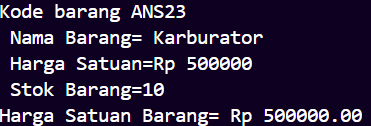 Kode barang ANS23
Nama Barang= Karburator
Harga Satuan=Rp 500000
Stok Barang=10
Harga Satuan Barang= Rp 500000.00